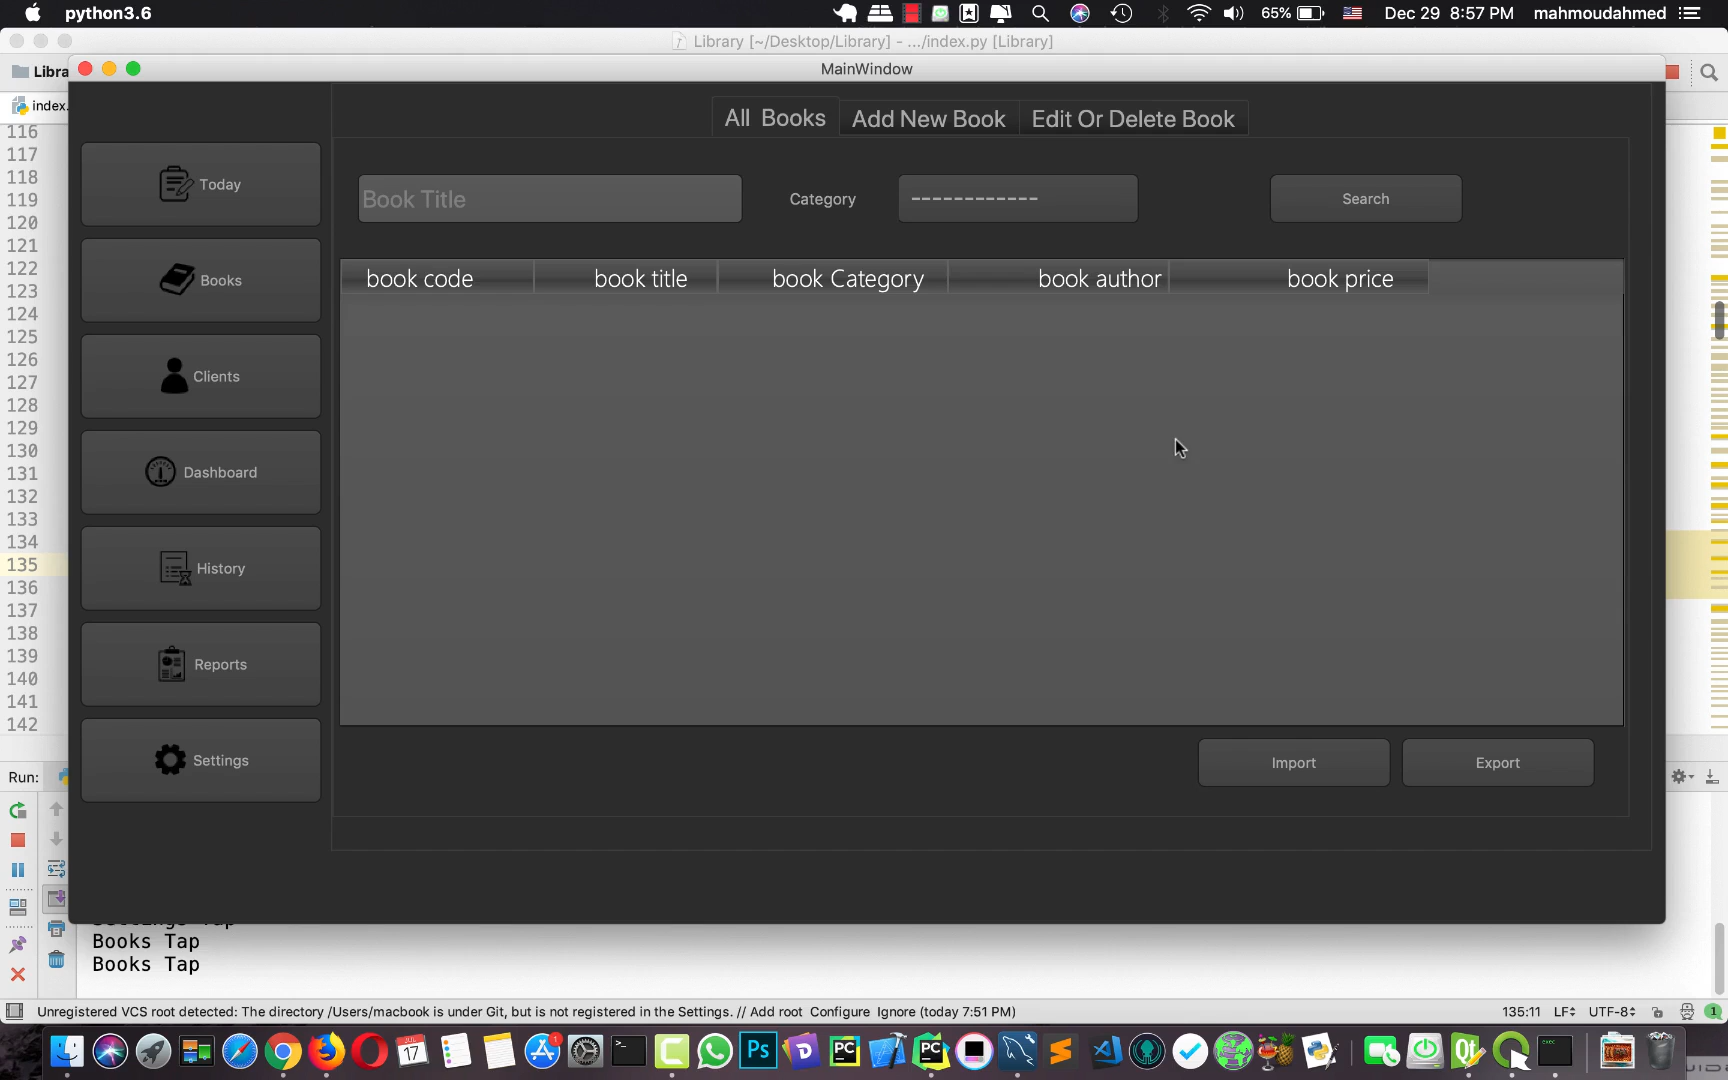 python3.6
65%
Dec 29 8:57 PM
mahmoudahmed
Library [~/Desktop/Library] - .../index.py [Library]
Libra
MainWindow
index.
All Books
Add New Book
Edit Or Delete Book
Book Title
Category
------------
Search
book code
book title
book Category
book author
book price
Today
Books
Clients
Dashboard
History
Reports
Settings
Import
Export
116
117
118
119
120
121
122
123
124
125
126
127
128
129
130
131
132
133
134
135
136
137
138
139
140
141
142
Run:
Books Tap
Books Tap
Unregistered VCS root detected: The directory /Users/macbook is under Git, but is not registered in the Settings. // Add root Configure Ignore (today 7:51 PM)
135:11
LF
UTF-8
1
JUL
17
1
Ps
PC
PC
Qt
exec